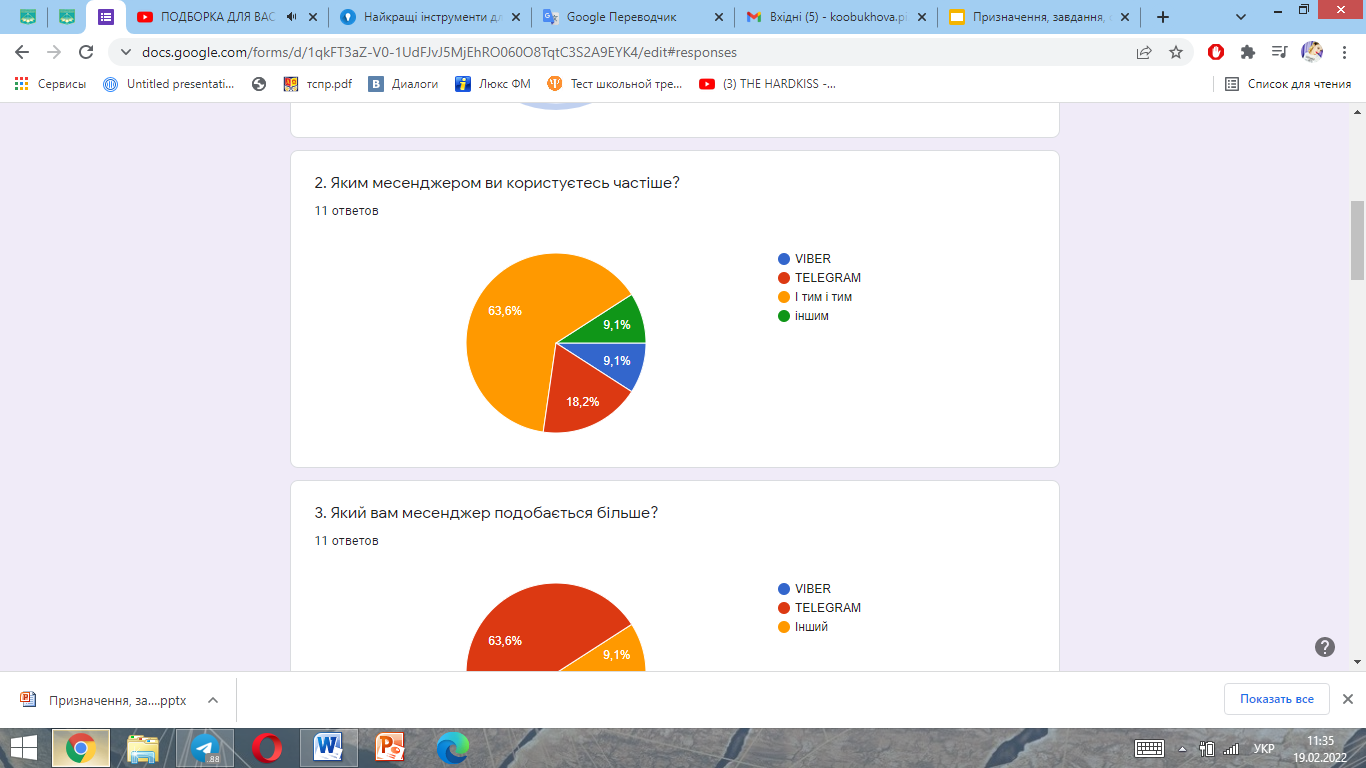 ПОДБОРКА ДЛЯ ВАС
Найкращі інструменти дл
Google Переводчик
Вхідні (5) - koobukhova.pi
Призначення, завдання,
docs.google.com/forms/d/1qkFT3aZ-V0-1UdFJvJ5MjEhRO060O8TqtC3S2A9EYK4/edit#responses
Сервисы
Untitled presentati...
тспр.pdf
Диалоги
Люкс ФМ
Тест школьной тре...
(3) THE HARDKISS -...
Список для чтения
2. Яким месенджером ви користуєтесь частіше?
11 ответов
VIBER
TELEGRAM
І тим і тим
іншим
63,6%
9,1%
9,1%
18,2%
3. Який вам месенджер подобається більше?
11 ответов
VIBER
TELEGRAM
Інший
63,6%
9,1%
Призначення, за....pptx
Показать все
88
УКР
11:35
19.02.2022